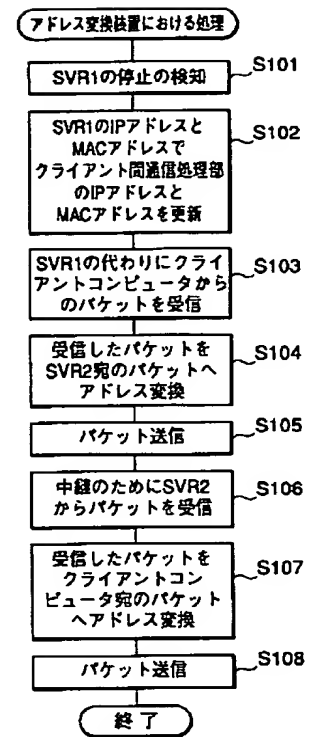 アドレス変換装置における処理
SVR1の停止の検知
S101
SVR1のIPアドレスと
MACアドレスで
クライアント間通信処理部
のIPアドレスと
MACアドレスを更新
S102
SVR1の代わりにクライ
アントコンピュータから
のパケットを受信
S103
受信したパケットを
SVR2宛のパケットへ
アドレス変換
S104
パケット送信
S105
中継のためにSVR2
からパケットを受信
S106
受信したパケットを
クライアントコン
ピュータ宛のパケット
へアドレス変換
S107
パケット送信
S108
終了